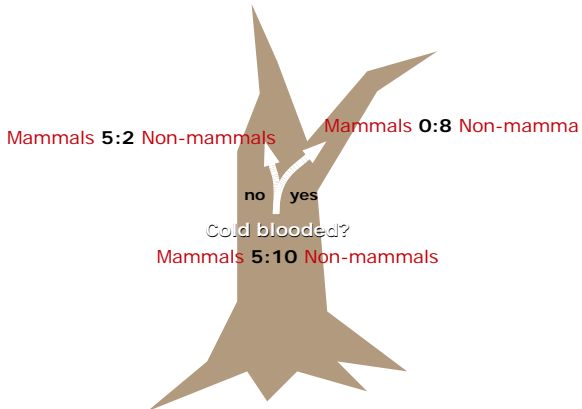 Mammals 0:8 Non-mamma
Mammals 5:2 Non-mammals
no yes
Cold blooded?
Mammals 5:10 Non-mammals